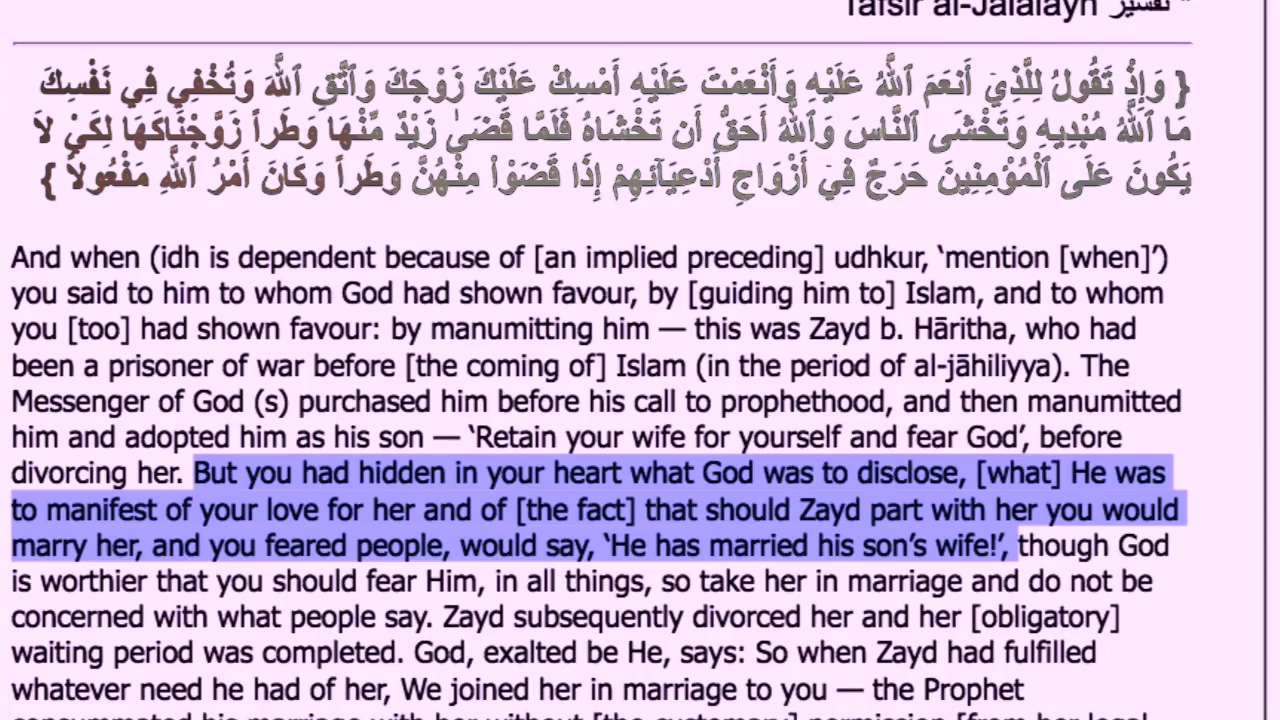 Tafsir al-Jalalayn تفسير *
{ وَإِذْ تَقُولُ لِلَّذِيۤ أَنعَمَ ٱللَّهُ عَلَيْهِ وَأَنْعَمْتَ عَلَيْهِ أَمْسِكْ عَلَيْكَ زَوْجَكَ وَٱتَّقِ ٱللَّهَ وَتُخْفِي فِي نَفْسِكَ
مَا ٱللَّهُ مُبْدِيهِ وَتَخْشَى ٱلنَّاسَ وَٱللَّهُ أَحَقُّ أَن تَخْشَاهُ فَلَمَّا قَضَىٰ زَيْدٌ مِّنْهَا وَطَراً زَوَّجْنَاكَهَا لِكَيْ لاَ
يَكُونَ عَلَى ٱلْمُؤْمِنِينَ حَرَجٌ فِيۤ أَزْوَاجِ أَدْعِيَآئِهِمْ إِذَا قَضَوْاْ مِنْهُنَّ وَطَراً وَكَانَ أَمْرُ ٱللَّهِ مَفْعُولاً }
And when (idh is dependent because of [an implied preceding] udhkur, ‘mention [when]’)
you said to him to whom God had shown favour, by [guiding him to] Islam, and to whom
you [too] had shown favour: by manumitting him — this was Zayd b. Hāritha, who had
been a prisoner of war before [the coming of] Islam (in the period of al-jāhiliyya). The
Messenger of God (s) purchased him before his call to prophethood, and then manumitted
him and adopted him as his son — ‘Retain your wife for yourself and fear God’, before
divorcing her. But you had hidden in your heart what God was to disclose, [what] He was
to manifest of your love for her and of [the fact] that should Zayd part with her you would
marry her, and you feared people, would say, ‘He has married his son’s wife!’, though God
is worthier that you should fear Him, in all things, so take her in marriage and do not be
concerned with what people say. Zayd subsequently divorced her and her [obligatory]
waiting period was completed. God, exalted be He, says: So when Zayd had fulfilled
whatever need he had of her, We joined her in marriage to you — the Prophet
consummated his marriage with her without [the customary] permission [from her legal